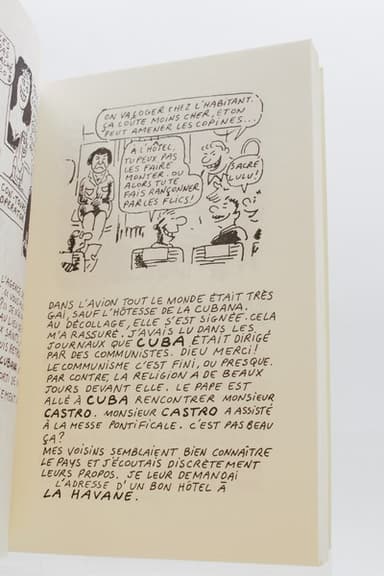 ON VA LOGER CHEZ L'HABITANT.
ÇA COUTE MOINS CHER, ET ON
PEUT AMENER LES COPINES...
À L'HÔTEL,
TU PEUX PAS
LES FAIRE
MONTER. OU
ALORS TU TE
FAIS RANÇONNER
PAR LES FLICS!
SACRÉ
LULU!
DANS L'AVION TOUT LE MONDE ÉTAIT TRÈS
GAI, SAUF L'HÔTESSE DE LA CUBANA.
AU DÉCOLLAGE, ELLE S'EST SIGNÉE. CELA
M'A RASSURÉ. J'AVAIS LU DANS LES
JOURNAUX QUE CUBA ÉTAIT DIRIGÉ
PAR DES COMMUNISTES. DIEU MERCI!
LE COMMUNISME C'EST FINI, OU PRESQUE.
PAR CONTRE, LA RELIGION A DE BEAUX
JOURS DEVANT ELLE. LE PAPE EST
ALLÉ À CUBA RENCONTRER MONSIEUR
CASTRO. MONSIEUR CASTRO A ASSISTÉ
À LA MESSE PONTIFICALE. C'EST PAS BEAU
ÇA?
MES VOISINS SEMBLAIENT BIEN CONNAÎTRE
LE PAYS ET J'ÉCOUTAIS DISCRÈTEMENT
LEURS PROPOS. JE LEUR DEMANDAI
L'ADRESSE D'UN BON HÔTEL À
LA HAVANE.